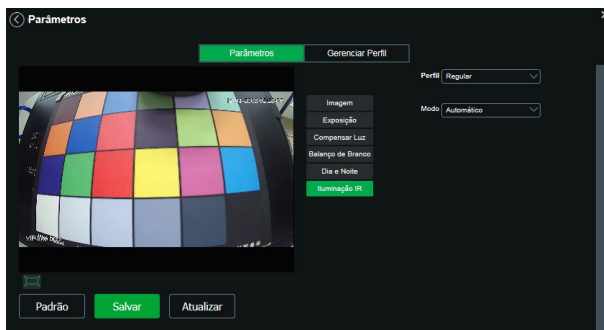 Parâmetros
Parâmetros Gerenciar Perfil
Perfil Regular
Modo Automático
Imagem
Exposição
Compensar Luz
Balanço de Branco
Dia e Noite
Iluminação IR
Padrão Salvar Atualizar